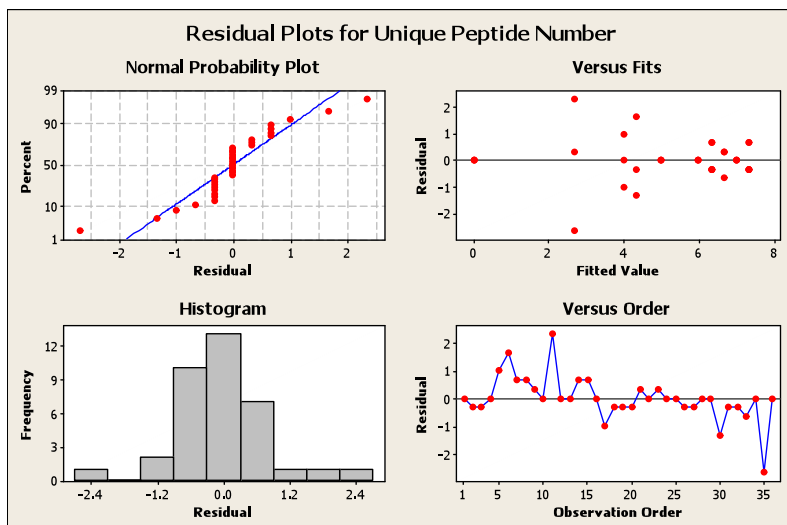 Residual Plots for Unique Peptide Number
Normal Probability Plot
99
90
50
10
1
Percent
-2 -1 0 1 2
Residual
Versus Fits
2
1
0
-1
-2
Residual
0 2 4 6 8
Fitted Value
Histogram
12
9
6
3
0
Frequency
-2.4 -1.2 0.0 1.2 2.4
Residual
Versus Order
2
1
0
-1
-2
Residual
1 5 10 15 20 25 30 35
Observation Order